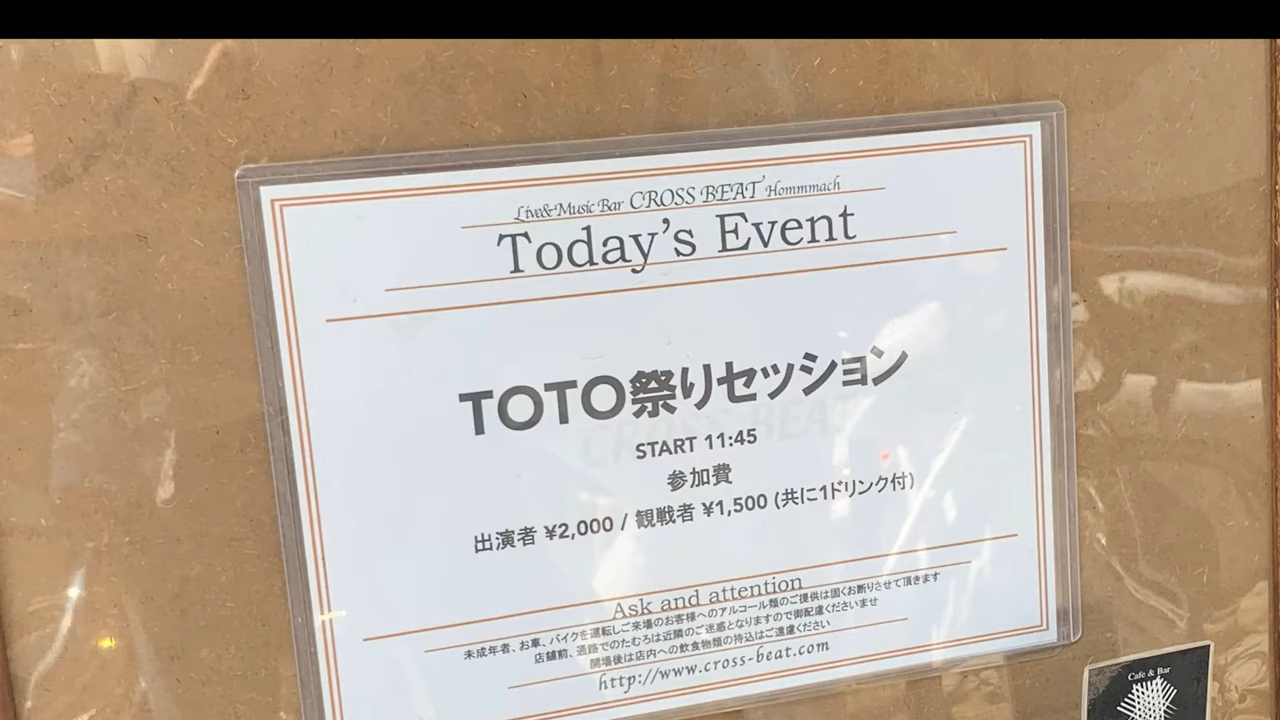 Live&Music Bar CROSS BEAT Hommmach
Today's Event
TOTO祭りセッション
START 11:45
参加費
出演者 ¥2,000 / 観戦者 ¥1,500 (共に1ドリンク付)
Ask and attention
未成年者、お車、バイクを運転しご来場のお客様へのアルコール類のご提供は固くお断りさせて頂きます
店舗前、通路でのたむろは近隣のご迷惑となりますので御配慮くださいませ
開場後は店内への飲食物類の持込はご遠慮ください
http://www.cross-beat.com
Cafe & Bar